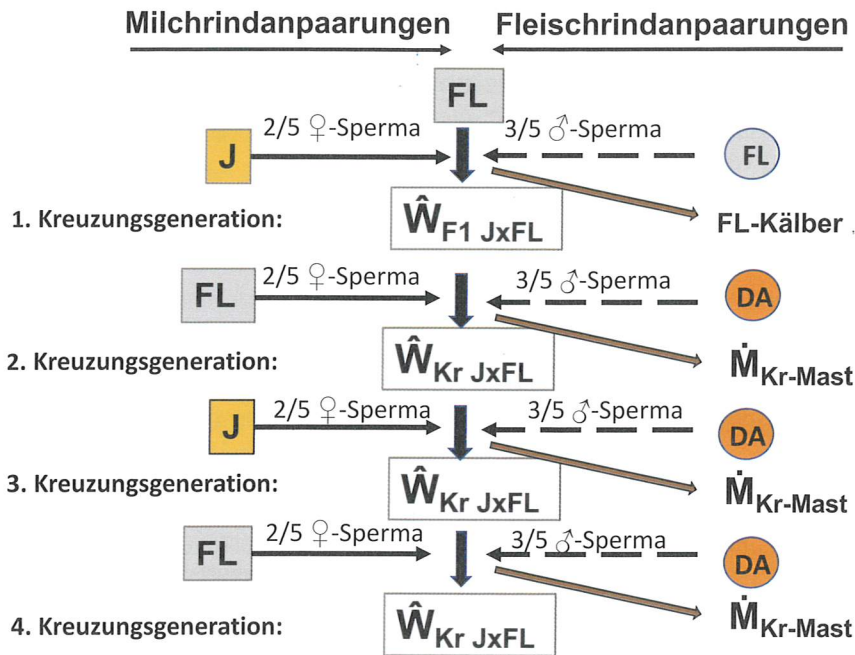 Milchrindanpaarungen Fleischrindanpaarungen
FL
J 2/5 ♀-Sperma 3/5 ♂-Sperma FL
1. Kreuzungsgeneration: Ŵ F1 JxFL FL-Kälber
FL 2/5 ♀-Sperma 3/5 ♂-Sperma DA
2. Kreuzungsgeneration: Ŵ Kr JxFL Ṁ Kr-Mast
J 2/5 ♀-Sperma 3/5 ♂-Sperma DA
3. Kreuzungsgeneration: Ŵ Kr JxFL Ṁ Kr-Mast
FL 2/5 ♀-Sperma 3/5 ♂-Sperma DA
4. Kreuzungsgeneration: Ŵ Kr JxFL Ṁ Kr-Mast